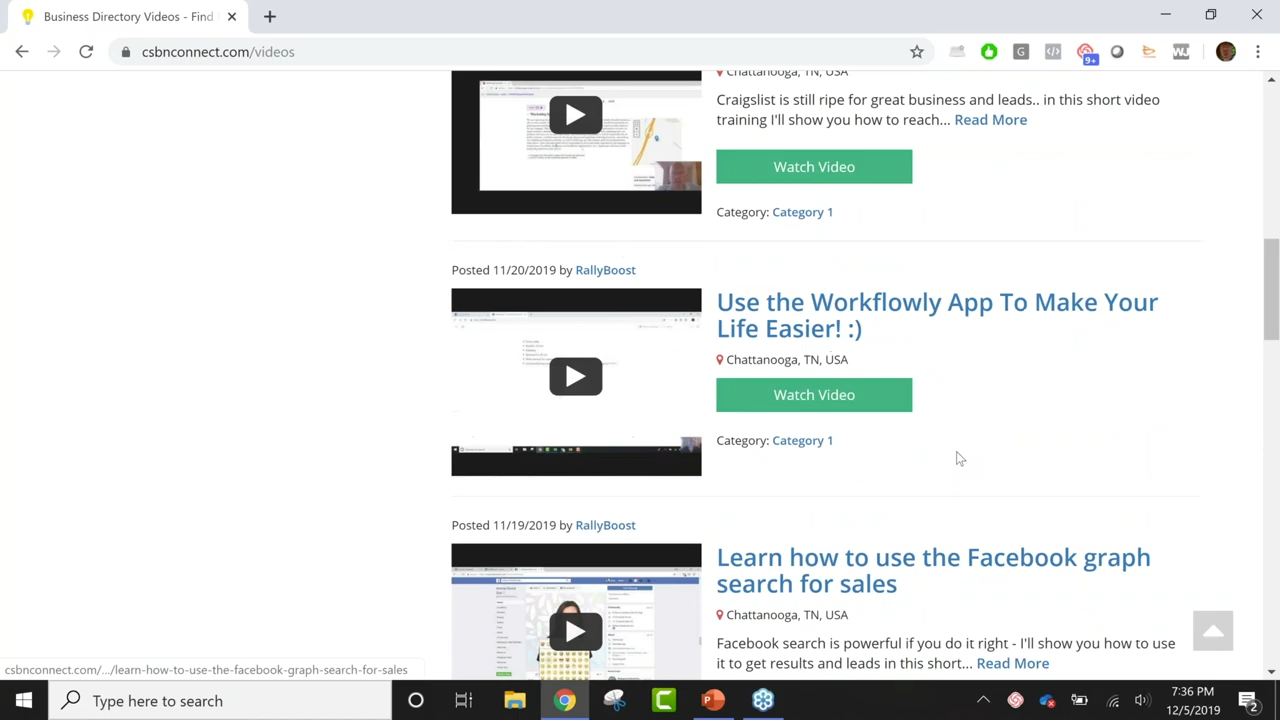 Business Directory Videos - Find
csbnconnect.com/videos
G
9+
WJ
Chattanooga, TN, USA
Craigslist is still ripe for great business and leads.. in this short video
training I'll show you how to reach... Read More
Watch Video
Category: Category 1
Posted 11/20/2019 by RallyBoost
Use the Workflowly App To Make Your
Life Easier! :)
Chattanooga, TN, USA
Watch Video
Category: Category 1
Posted 11/19/2019 by RallyBoost
Learn how to use the Facebook graph
search for sales
Chattanooga, TN, USA
Facebook search is powerful if you do it right - I'll show you how to use
it to get results and leads in this short... Read More
csbnconnect.com/.../learn-how-to-use-the-facebook-graph-search-for-sales
Type here to search
7:36 PM
12/5/2019
2